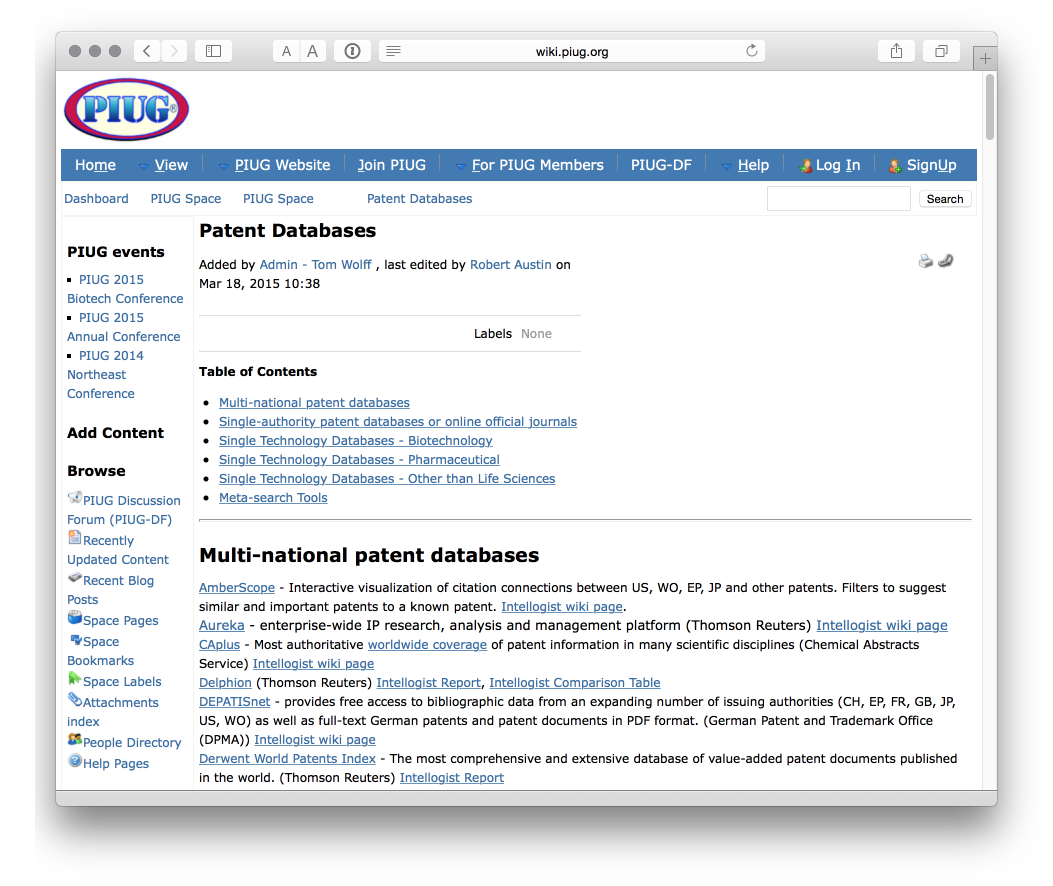 A A
wiki.piug.org
PIUG®
Home View PIUG Website Join PIUG For PIUG Members PIUG-DF Help Log In SignUp
Dashboard PIUG Space PIUG Space Patent Databases Search
PIUG events
PIUG 2015
Biotech Conference
PIUG 2015
Annual Conference
PIUG 2014
Northeast
Conference
Add Content
Browse
PIUG Discussion
Forum (PIUG-DF)
Recently
Updated Content
Recent Blog
Posts
Space Pages
Space
Bookmarks
Space Labels
Attachments
index
People Directory
Help Pages
Patent Databases
Added by Admin - Tom Wolff , last edited by Robert Austin on
Mar 18, 2015 10:38
Labels None
Table of Contents
Multi-national patent databases
Single-authority patent databases or online official journals
Single Technology Databases - Biotechnology
Single Technology Databases - Pharmaceutical
Single Technology Databases - Other than Life Sciences
Meta-search Tools
Multi-national patent databases
AmberScope - Interactive visualization of citation connections between US, WO, EP, JP and other patents. Filters to suggest
similar and important patents to a known patent. Intellogist wiki page.
Aureka - enterprise-wide IP research, analysis and management platform (Thomson Reuters) Intellogist wiki page
CAplus - Most authoritative worldwide coverage of patent information in many scientific disciplines (Chemical Abstracts
Service) Intellogist wiki page
Delphion (Thomson Reuters) Intellogist Report, Intellogist Comparison Table
DEPATISnet - provides free access to bibliographic data from an expanding number of issuing authorities (CH, EP, FR, GB, JP,
US, WO) as well as full-text German patents and patent documents in PDF format. (German Patent and Trademark Office
(DPMA)) Intellogist wiki page
Derwent World Patents Index - The most comprehensive and extensive database of value-added patent documents published
in the world. (Thomson Reuters) Intellogist Report